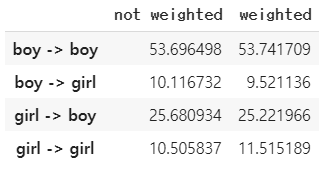 not weighted weighted
boy -> boy 53.696498 53.741709
boy -> girl 10.116732 9.521136
girl -> boy 25.680934 25.221966
girl -> girl 10.505837 11.515189